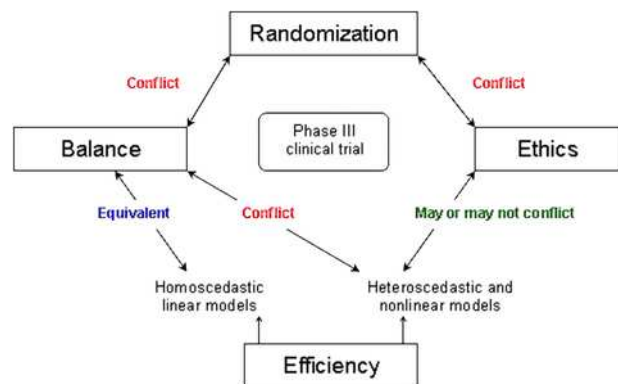 Randomization
Conflict
Conflict
Phase III
clinical trial
Balance
Ethics
Equivalent
Conflict
May or may not conflict
Homoscedastic
linear models
Heteroscedastic and
nonlinear models
Efficiency